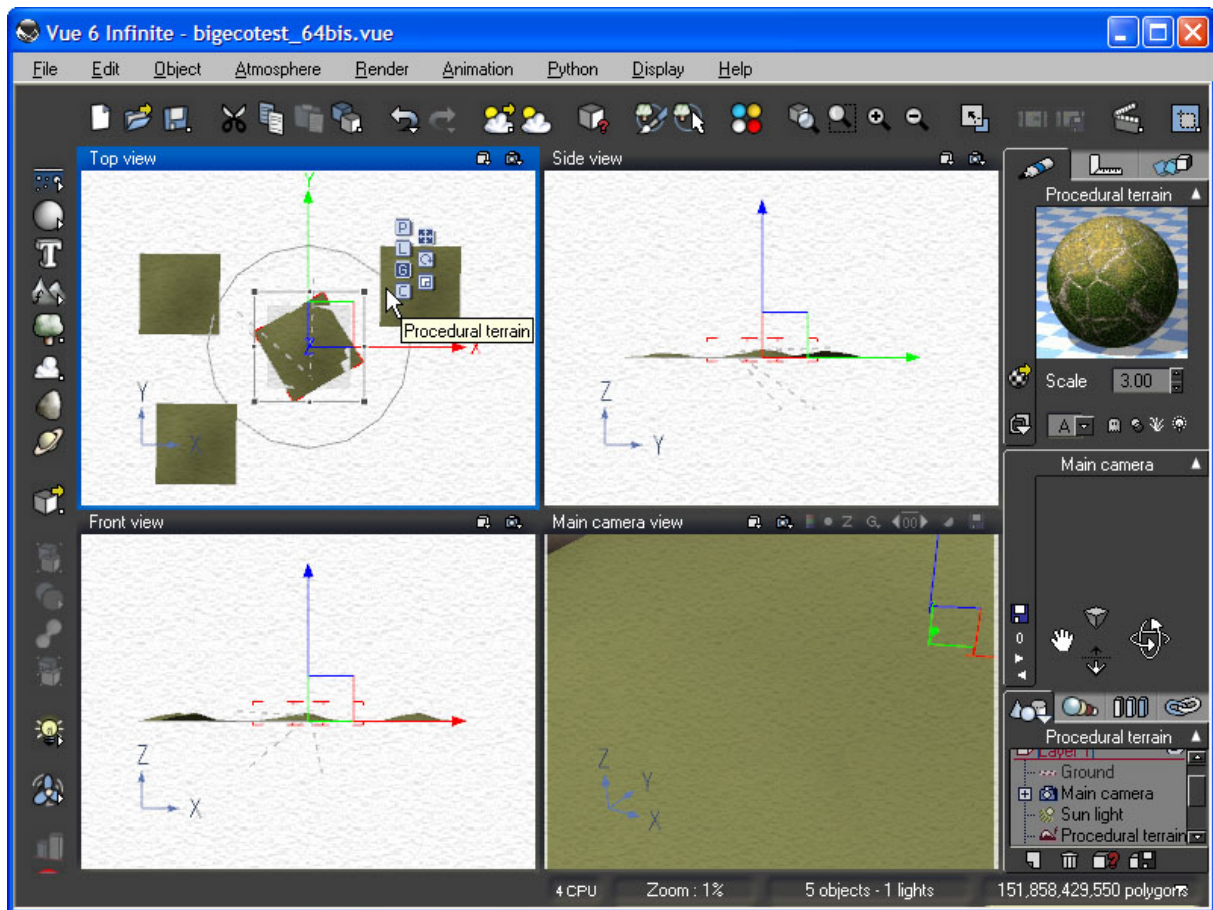 Vue 6 Infinite - bigecotest_64bis.vue
File Edit Object Atmosphere Render Animation Python Display Help
Top view
Side view
Procedural terrain
Y
P
L
G
C
Procedural terrain
Z
X
Y
X
Z
Y
Scale 3.00
A
Main camera
Front view
Main camera view
Z G, 00
0
Z
X
Z
Y
X
Procedural terrain
Layer 1
Ground
Main camera
Sun light
Procedural terrain
4 CPU Zoom : 1% 5 objects - 1 lights 151,858,429,550 polygons